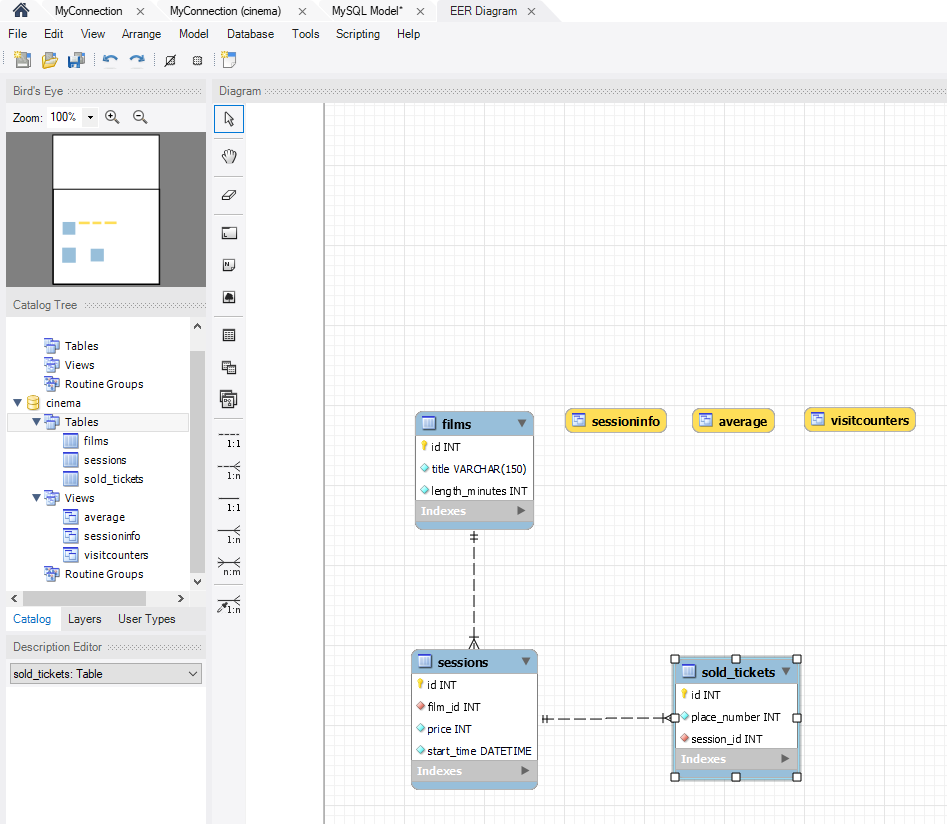 MyConnection
MyConnection (cinema)
MySQL Model*
EER Diagram
File Edit View Arrange Model Database Tools Scripting Help
Bird's Eye
Diagram
Zoom: 100%
Catalog Tree
Tables
Views
Routine Groups
cinema
Tables
films
sessions
sold_tickets
Views
average
sessioninfo
visitcounters
Routine Groups
Catalog Layers User Types
Description Editor
sold_tickets: Table
1:1
1:n
1:1
1:n
n:m
1:n
films
id INT
title VARCHAR(150)
length_minutes INT
Indexes
sessioninfo
average
visitcounters
sessions
id INT
film_id INT
price INT
start_time DATETIME
Indexes
sold_tickets
id INT
place_number INT
session_id INT
Indexes